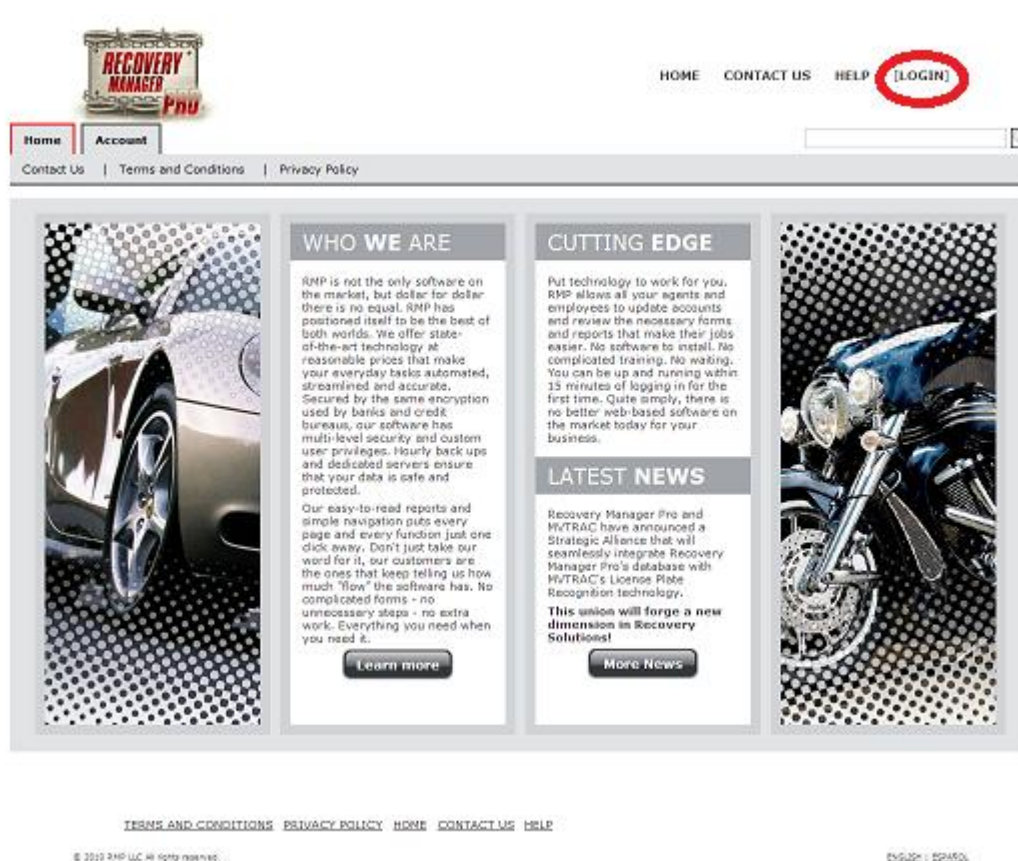 RECOVERY
MANAGER
Pro
HOME CONTACT US HELP [LOGIN]
Home Account
Contact Us | Terms and Conditions | Privacy Policy
WHO WE ARE
RMP is not the only software on
the market, but dollar for dollar
there is no equal. RMP has
positioned itself to be the best of
both worlds. We offer state-
of-the-art technology at
reasonable prices that make
your everyday tasks automated,
streamlined and accurate.
Secured by the same encryption
used by banks and credit
bureaus, our software has
multi-level security and custom
user privileges. Hourly back ups
and dedicated servers ensure
that your data is safe and
protected.
Our easy-to-read reports and
simple navigation puts every
page and every function just one
click away. Don't just take our
word for it, our customers are
the ones that keep telling us how
much "flow" the software has. No
complicated forms - no
unnecessary steps - no extra
work. Everything you need when
you need it.
Learn more
CUTTING EDGE
Put technology to work for you.
RMP allows all your agents and
employees to update accounts
and review the necessary forms
and reports that make their jobs
easier. No software to install. No
complicated training. No waiting.
You can be up and running within
15 minutes of logging in for the
first time. Quite simply, there is
no better web-based software on
the market today for your
business.
LATEST NEWS
Recovery Manager Pro and
MVTRAC have announced a
Strategic Alliance that will
seamlessly integrate Recovery
Manager Pro's database with
MVTRAC's License Plate
Recognition technology.
This union will forge a new
dimension in Recovery
Solutions!
More News
TERMS AND CONDITIONS PRIVACY POLICY HOME CONTACT US HELP
© 2010 RMP LLC All rights reserved.
ENGLISH | ESPAÑOL